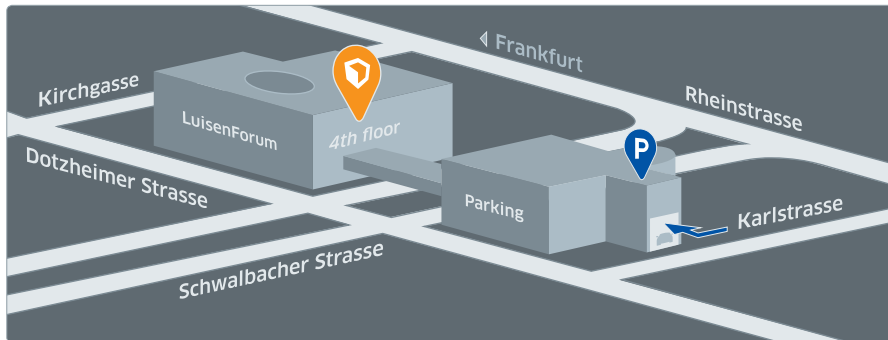 Frankfurt
Kirchgasse
Rheinstrasse
LuisenForum
4th floor
P
Dotzheimer Strasse
Parking
Karlstrasse
Schwalbacher Strasse